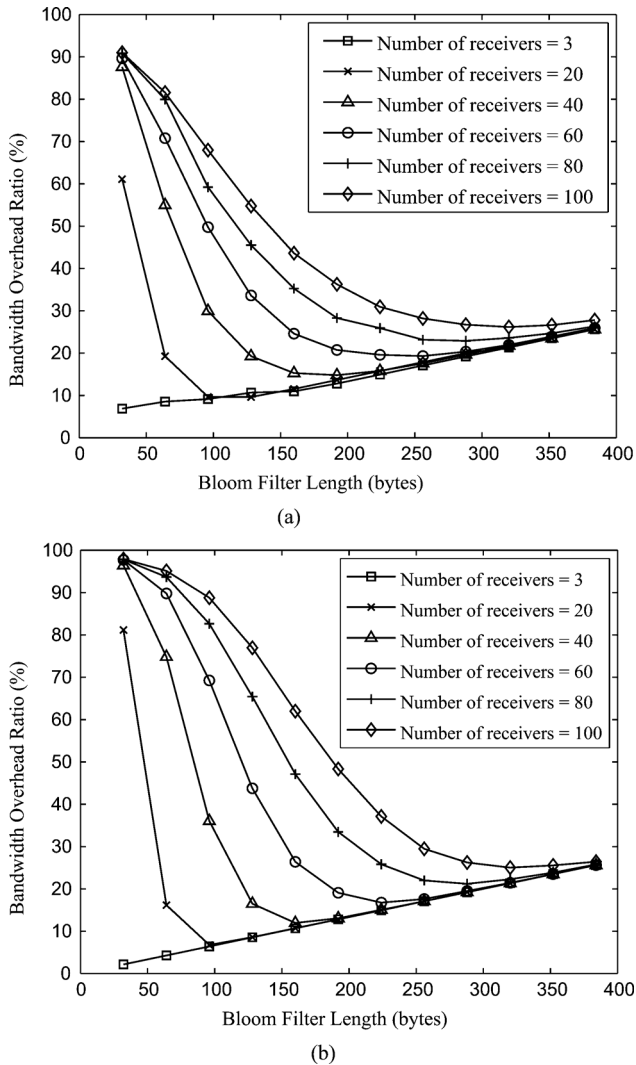 100
90
80
70
60
50
40
30
20
10
0
Bandwidth Overhead Ratio (%)
Number of receivers = 3
Number of receivers = 20
Number of receivers = 40
Number of receivers = 60
Number of receivers = 80
Number of receivers = 100
0 50 100 150 200 250 300 350 400
Bloom Filter Length (bytes)
(a)
100
90
80
70
60
50
40
30
20
10
0
Bandwidth Overhead Ratio (%)
Number of receivers = 3
Number of receivers = 20
Number of receivers = 40
Number of receivers = 60
Number of receivers = 80
Number of receivers = 100
0 50 100 150 200 250 300 350 400
Bloom Filter Length (bytes)
(b)